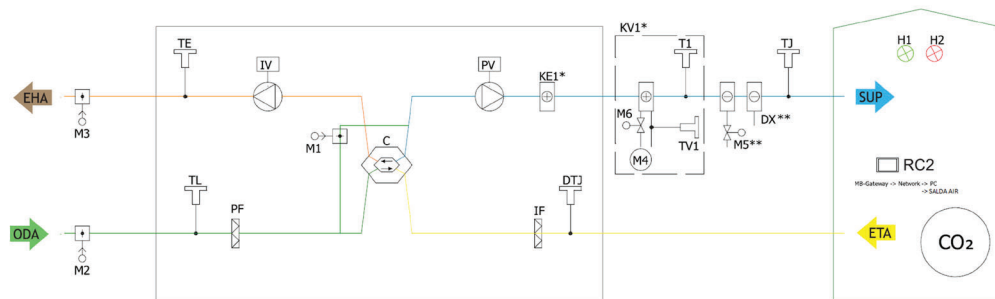 KV1*
TE
T1
TJ
H1
H2
IV
PV
KE1*
EHA
SUP
M3
M6
DX**
M1
C
M5**
M4
TV1
TL
DTJ
RC2
MB-Gateway -> Network -> PC
-> SALDA AIR
PF
IF
ODA
ETA
CO₂
M2